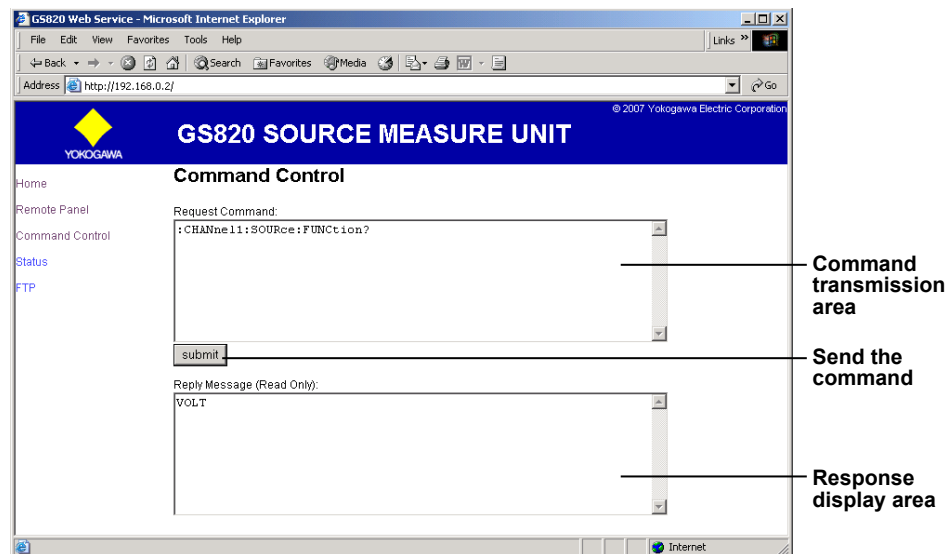 GS820 Web Service - Microsoft Internet Explorer
File Edit View Favorites Tools Help
Links »
Back Search Favorites Media
Address http://192.168.0.2/ Go
© 2007 Yokogawa Electric Corporation
YOKOGAWA
GS820 SOURCE MEASURE UNIT
Home
Remote Panel
Command Control
Status
FTP
Command Control
Request Command:
:CHANnel1:SOURce:FUNCtion?
submit
Reply Message (Read Only):
VOLT
Internet
Command
transmission
area
Send the
command
Response
display area